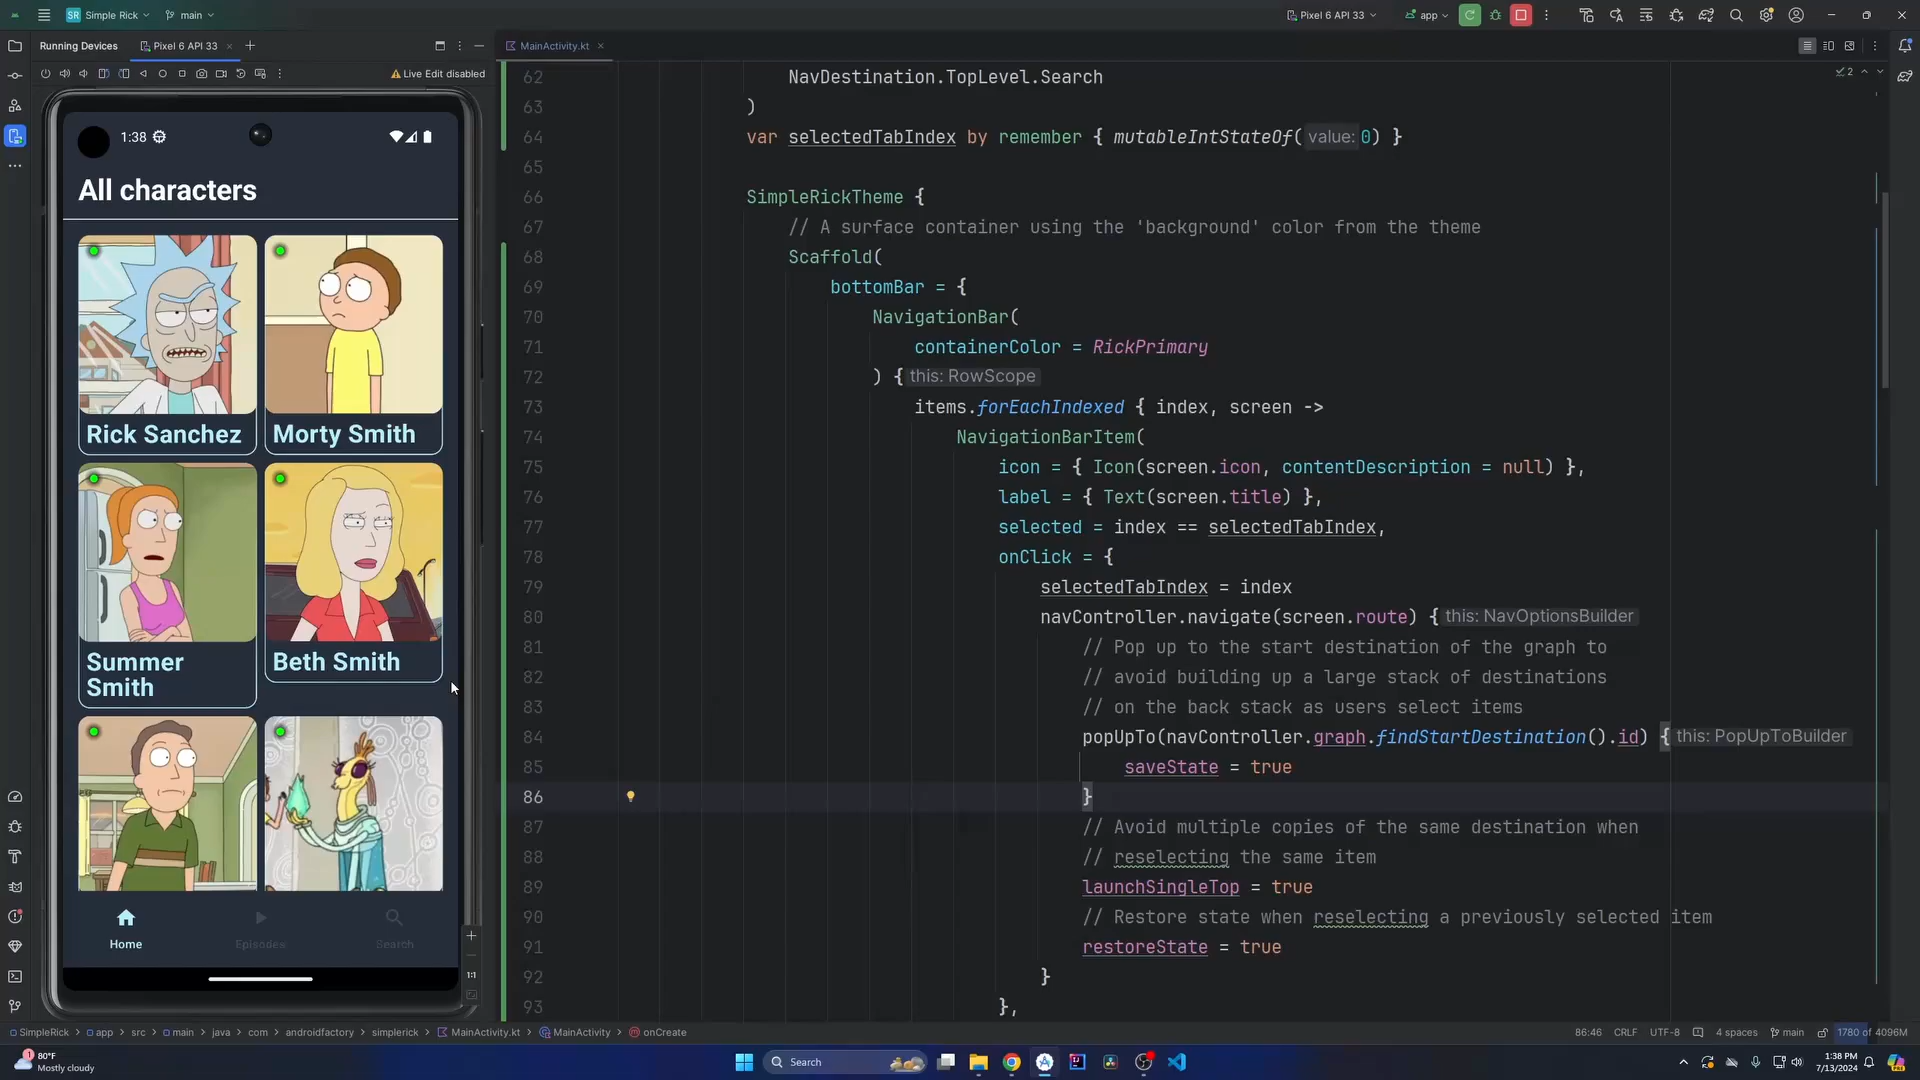 SR Simple Rick
main
Pixel 6 API 33
app
Running Devices
Pixel 6 API 33
MainActivity.kt
Live Edit disabled
2
1:38
All characters
Rick Sanchez
Morty Smith
Summer
Smith
Beth Smith
Home
Episodes
Search
1:1
62 NavDestination.TopLevel.Search
63 )
64 var selectedTabIndex by remember { mutableIntStateOf( value: 0) }
65
66 SimpleRickTheme {
67 // A surface container using the 'background' color from the theme
68 Scaffold(
69 bottomBar = {
70 NavigationBar(
71 containerColor = RickPrimary
72 ) { this: RowScope
73 items.forEachIndexed { index, screen ->
74 NavigationBarItem(
75 icon = { Icon(screen.icon, contentDescription = null) },
76 label = { Text(screen.title) },
77 selected = index == selectedTabIndex,
78 onClick = {
79 selectedTabIndex = index
80 navController.navigate(screen.route) { this: NavOptionsBuilder
81 // Pop up to the start destination of the graph to
82 // avoid building up a large stack of destinations
83 // on the back stack as users select items
84 popUpTo(navController.graph.findStartDestination().id) { this: PopUpToBuilder
85 saveState = true
86 }
87 // Avoid multiple copies of the same destination when
88 // reselecting the same item
89 launchSingleTop = true
90 // Restore state when reselecting a previously selected item
91 restoreState = true
92 }
93 },
SimpleRick > app > src > main > java > com > androidfactory > simplerick > MainActivity.kt > MainActivity > onCreate
86:46 CRLF UTF-8 4 spaces main 1780 of 4096M
1
80°F
Mostly cloudy
Search
1:38 PM
7/13/2024